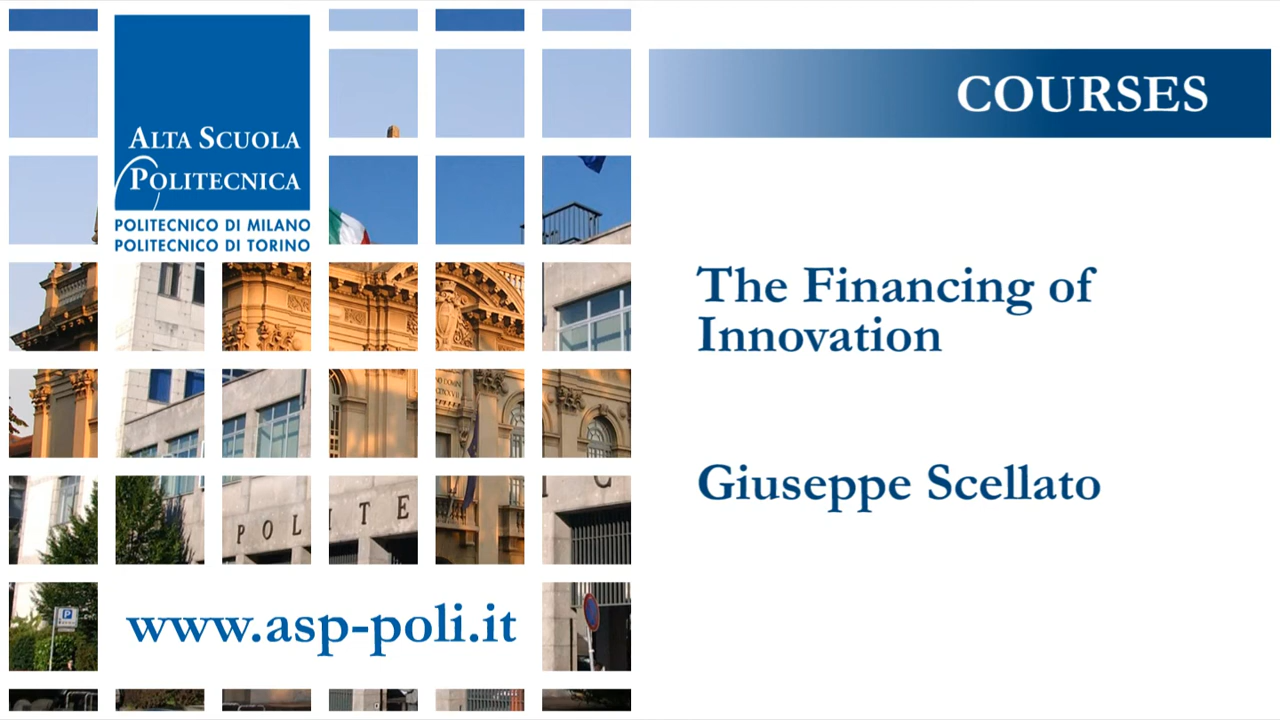 ALTA SCUOLA
POLITECNICA
POLITECNICO DI MILANO
POLITECNICO DI TORINO
COURSES
The Financing of
Innovation
Giuseppe Scellato
POLITE
www.asp-poli.it